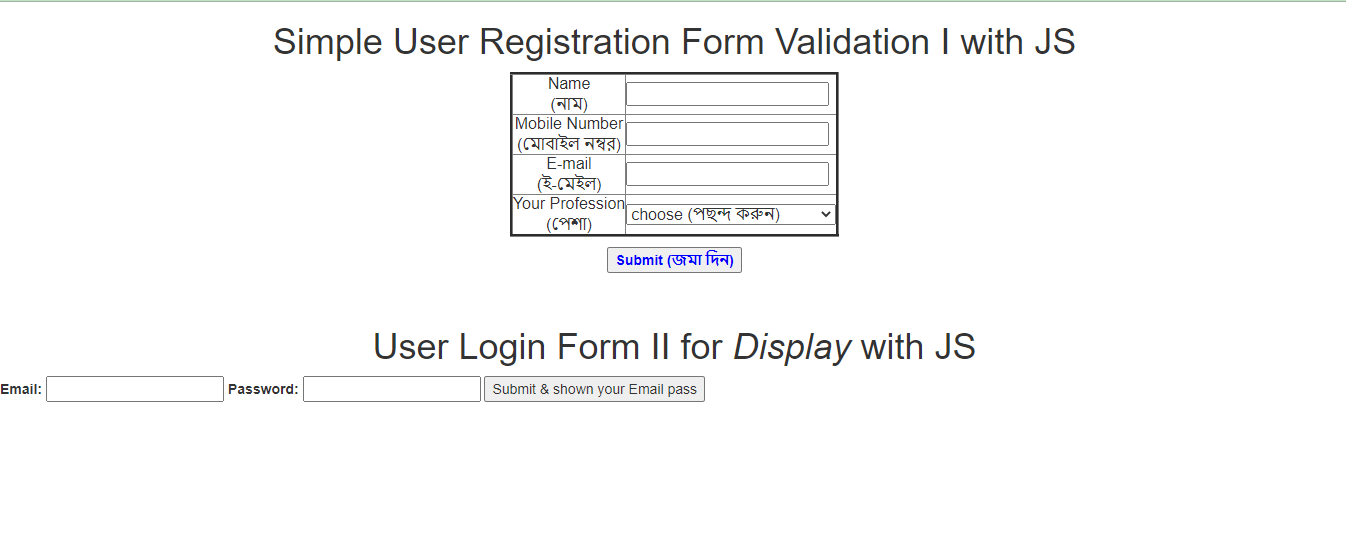 Simple User Registration Form Validation I with JS
Name
(নাম)
Mobile Number
(মোবাইল নম্বর)
E-mail
(ই-মেইল)
Your Profession
(পেশা)
choose (পছন্দ করুন)
Submit (জমা দিন)
User Login Form II for Display with JS
Email: Password: Submit & shown your Email pass